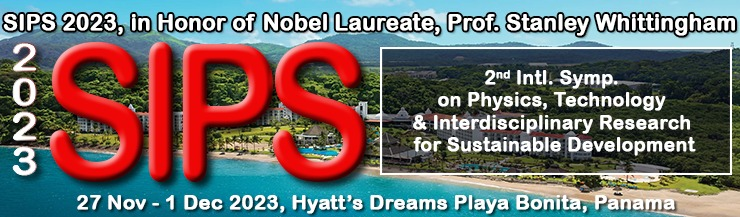 SIPS 2023, in Honor of Nobel Laureate, Prof. Stanley Whittingham
2023
SIPS
2nd Intl. Symp.
on Physics, Technology
& Interdisciplinary Research
for Sustainable Development
27 Nov - 1 Dec 2023, Hyatt's Dreams Playa Bonita, Panama